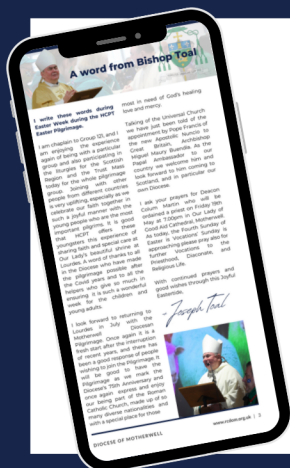 A word from Bishop Toal
I write these words during
Easter Week during the HCPT
Easter Pilgrimage.
I am chaplain to Group 121, and I
am enjoying the experience
again of being with a particular
group and also participating in
the liturgies for the Scottish
Region and the Trust Mass
today for the whole pilgrimage
group. Joining with other
people from different countries
is very uplifting, especially as we
celebrate our faith together in
such a joyful manner with the
young people who are the most
important pilgrims. It is good
that HCPT offers these
youngsters this experience of
sharing faith and special care at
Our Lady's beautiful shrine at
Lourdes. A word of thanks to all
in the Diocese who have made
the pilgrimage possible after
the Covid years and to all the
helpers who give so much in
ensuring it is such a wonderful
week for the children and
young adults.
I look forward to returning to
Lourdes in July with the
Motherwell Diocesan
Pilgrimage. Once again it is a
fresh start after the interruption
of recent years, and there has
been a good response of people
wishing to join the Pilgrimage. It
will be good to have the
Pilgrimage as we mark the
Diocese's 75th Anniversary and
once again express and enjoy
our being part of the Roman
Catholic Church, made up of so
many diverse nationalities and
with a special place for those
most in need of God's healing
love and mercy.
Talking of the Universal Church
we have just been told of the
appointment by Pope Francis of
the new Apostolic Nuncio to
Great Britain, Archbishop
Miguel Maury Buendia. As the
Papal Ambassador to our
country we welcome him and
look forward to him coming to
Scotland, and in particular our
own Diocese.
I ask your prayers for Deacon
Column Marion who will be
ordained a priest on Friday 19th
May at 7:00pm in Our Lady of
Good Aid Cathedral, Motherwell.
As today, the Fourth Sunday of
Easter is Vocations' Sunday is
approaching please pray also for
further Vocations to the
Priesthood, Diaconate, and
Religious Life.
With continued prayers and
good wishes through this Joyful
Eastertide.
- Joseph Toal
DIOCESE OF MOTHERWELL
www.rcdom.org.uk | 3